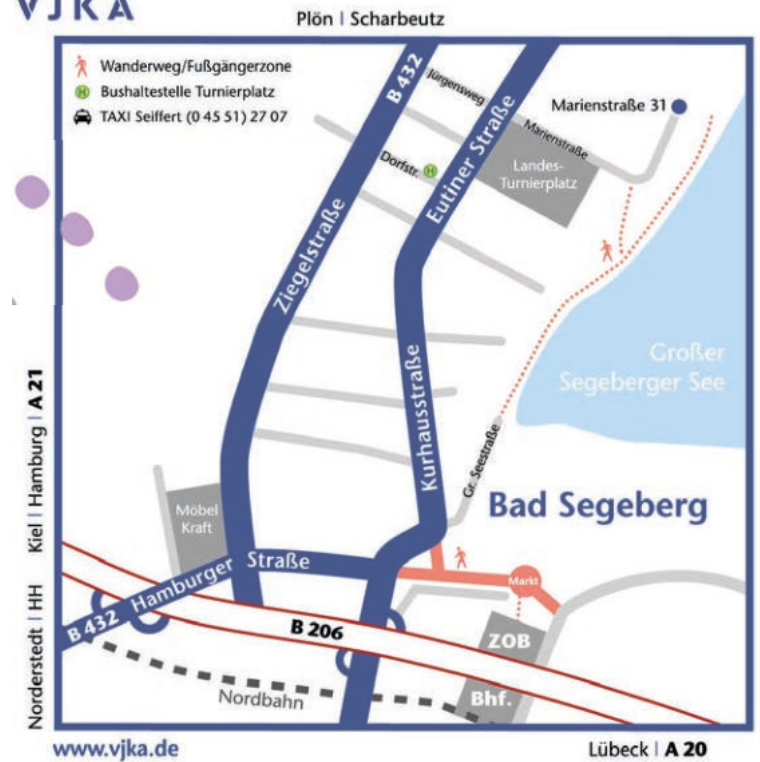 VJKA
Plön | Scharbeutz
Wanderweg/Fußgängerzone
H Bushaltestelle Turnierplatz
TAXI Seiffert (0 45 51) 27 07
B 432
Jürgensweg
Marienstraße 31
Marienstraße
Eutiner Straße
Landes-
Turnierplatz
Dorfstr.
H
Ziegelstraße
Großer
Segeberger See
Kurhausstraße
Gr. Seestraße
Bad Segeberg
Möbel
Kraft
Kiel | Hamburg | A 21
Norderstedt | HH
B 432 Hamburger Straße
Markt
B 206
ZOB
Bhf.
Nordbahn
www.vjka.de
Lübeck | A 20